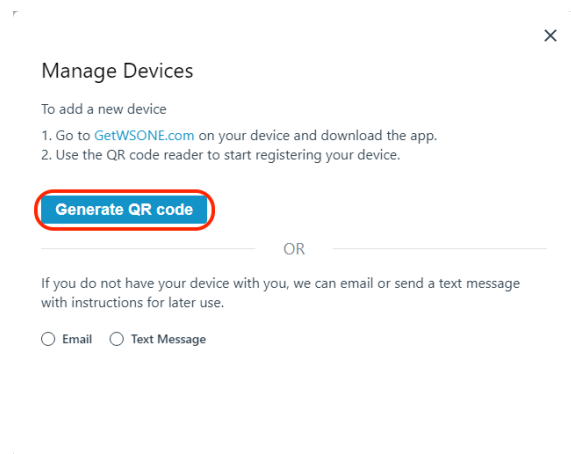 Manage Devices
To add a new device
1. Go to GetWSONE.com on your device and download the app.
2. Use the QR code reader to start registering your device.
Generate QR code
OR
If you do not have your device with you, we can email or send a text message
with instructions for later use.
Email Text Message